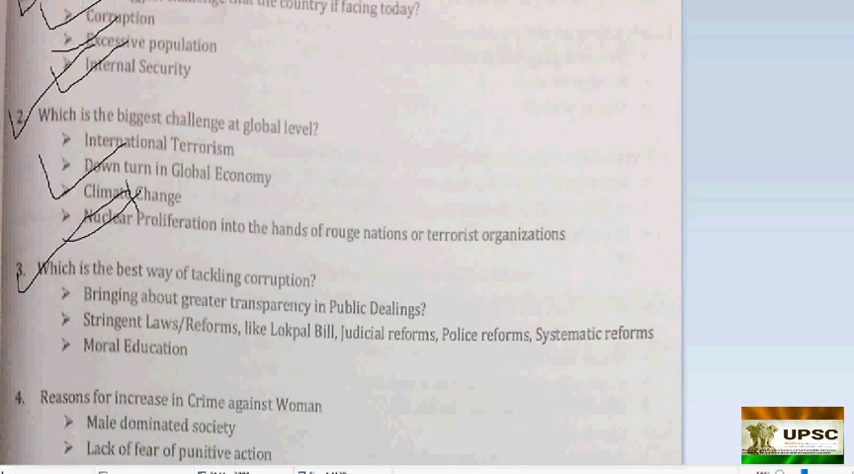 the country if facing today?
➢ Corruption
➢ Excessive population
➢ Internal Security
2. Which is the biggest challenge at global level?
➢ International Terrorism
➢ Down turn in Global Economy
➢ Climate Change
➢ Nuclear Proliferation into the hands of rouge nations or terrorist organizations
3. Which is the best way of tackling corruption?
➢ Bringing about greater transparency in Public Dealings?
➢ Stringent Laws/Reforms, like Lokpal Bill, Judicial reforms, Police reforms, Systematic reforms
➢ Moral Education
4. Reasons for increase in Crime against Woman
➢ Male dominated society
➢ Lack of fear of punitive action
UPSC